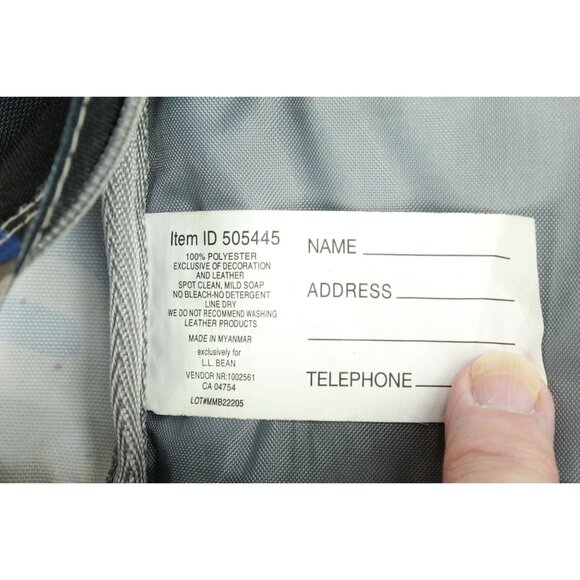 Item ID 505445
100% POLYESTER
EXCLUSIVE OF DECORATION
AND LEATHER
SPOT CLEAN, MILD SOAP
NO BLEACH-NO DETERGENT
LINE DRY
WE DO NOT RECOMMEND WASHING
LEATHER PRODUCTS
MADE IN MYANMAR
exclusively for
L.L. BEAN
VENDOR NR:1002561
CA 04754
LOT#MMB22205
NAME
ADDRESS
TELEPHONE